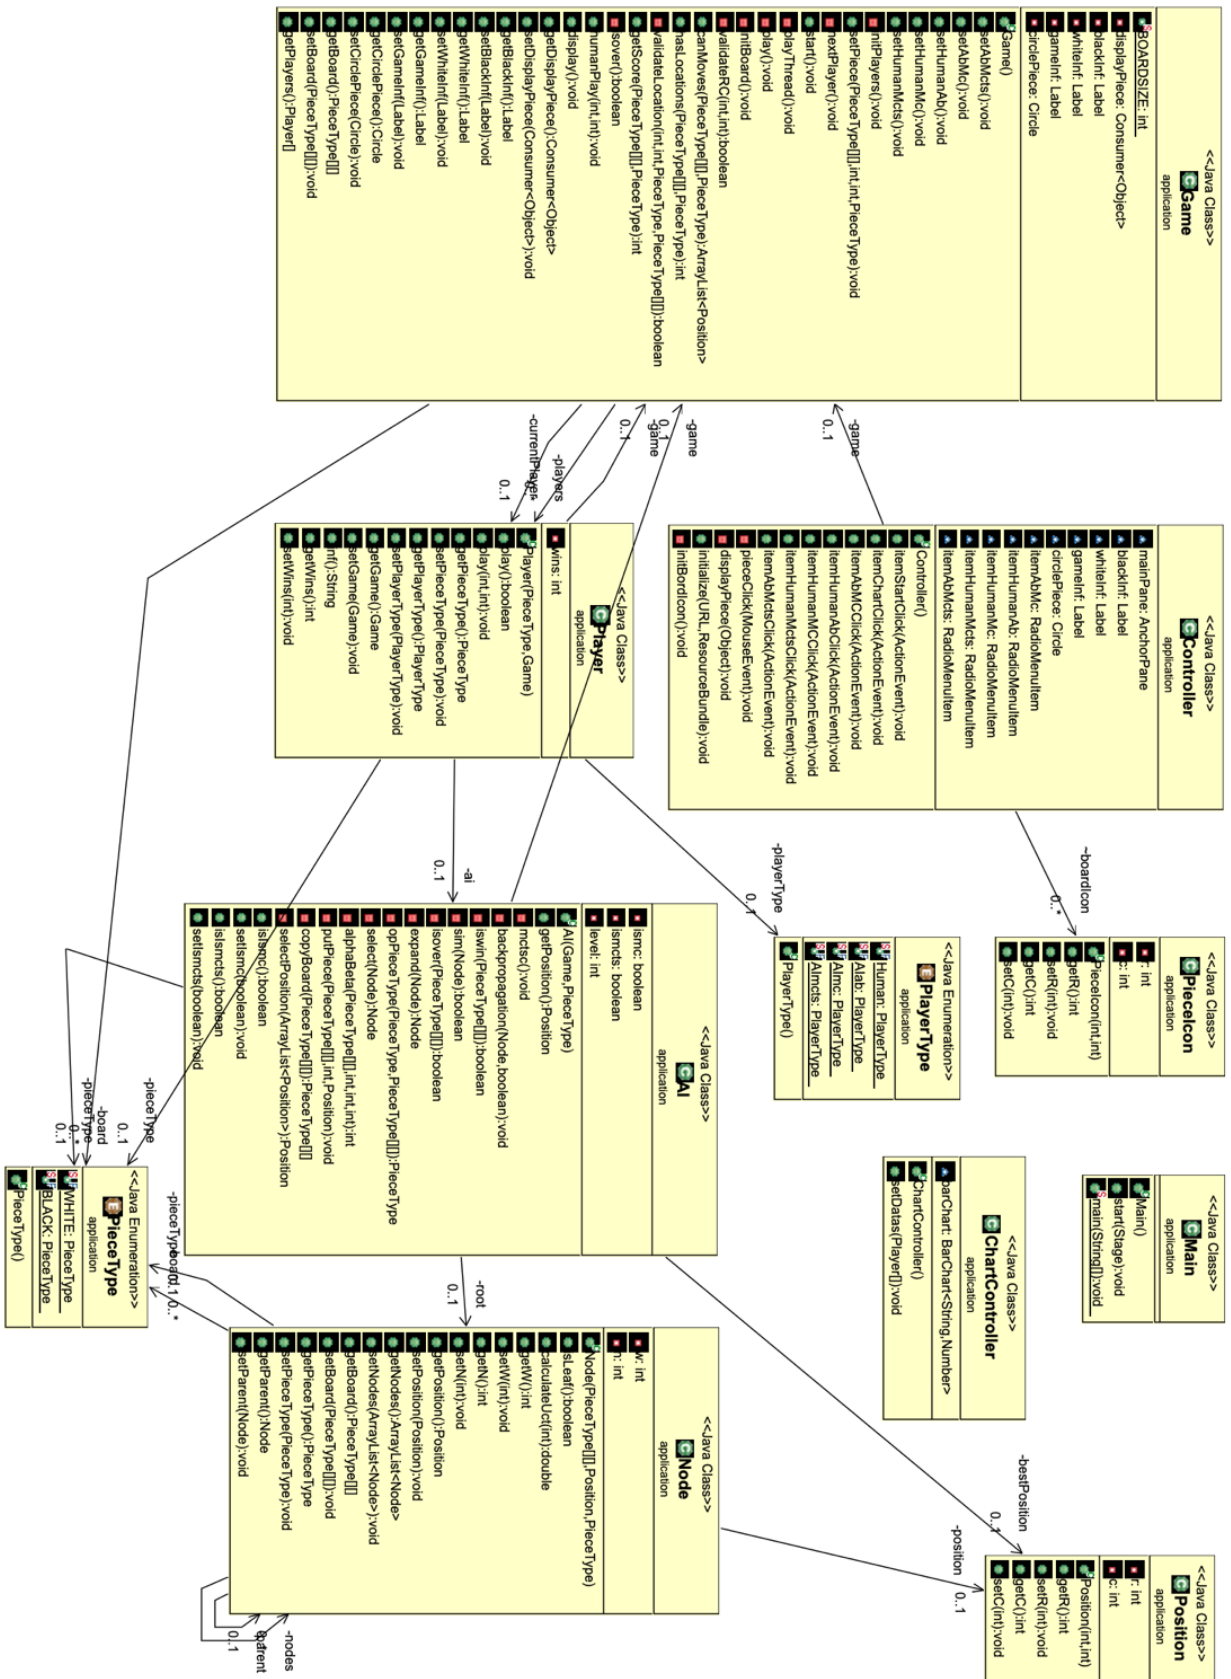 <<Java Class>>
Game
application
BOARDSIZE: int
displayPiece: Consumer<Object>
blackInf: Label
whiteInf: Label
gameInf: Label
circlePiece: Circle
Game()
setAbMcts():void
setAbMc():void
setHumanAb():void
setHumanMc():void
setHumanMcts():void
initPlayers():void
setPiece(PieceType[][],int,int,PieceType):void
nextPlayer():void
start():void
playThread():void
play():void
initBoard():void
validateRC(int,int):boolean
canMoves(PieceType[][],PieceType):ArrayList<Position>
hasLocations(PieceType[][],PieceType):int
validateLocation(int,int,PieceType,PieceType[][]):boolean
getScore(PieceType[][],PieceType):int
isover():boolean
humanPlay(int,int):void
display():void
getDisplayPiece():Consumer<Object>
setDisplayPiece(Consumer<Object>):void
getBlackInf():Label
setBlackInf(Label):void
getWhiteInf():Label
setWhiteInf(Label):void
getGameInf():Label
setGameInf(Label):void
getCirclePiece():Circle
setCirclePiece(Circle):void
getBoard():PieceType[][]
setBoard(PieceType[][]):void
getPlayers():Player[]
-game
0..1
-game
0..1
-game
0..1
-players
-currentPlayer
0..1
<<Java Class>>
Controller
application
mainPane: AnchorPane
blackInf: Label
whiteInf: Label
gameInf: Label
circlePiece: Circle
itemAbMc: RadioMenuItem
itemHumanAb: RadioMenuItem
itemHumanMc: RadioMenuItem
itemHumanMcts: RadioMenuItem
itemAbMcts: RadioMenuItem
Controller()
itemStartClick(ActionEvent):void
itemChartClick(ActionEvent):void
itemAbMCClick(ActionEvent):void
itemHumanAbClick(ActionEvent):void
itemHumanMCClick(ActionEvent):void
itemHumanMctsClick(ActionEvent):void
itemAbMctsClick(ActionEvent):void
pieceClick(MouseEvent):void
displayPiece(Object):void
initialize(URL,ResourceBundle):void
initBordIcon():void
<<Java Class>>
Player
application
wins: int
Player(PieceType,Game)
play():boolean
play(int,int):void
getPieceType():PieceType
setPieceType(PieceType):void
getPlayerType():PlayerType
setPlayerType(PlayerType):void
getGame():Game
setGame(Game):void
inf():String
getWins():int
setWins(int):void
~boardIcon
0..*
-playerType
0..1
-ai
0..1
<<Java Class>>
PieceIcon
application
r: int
c: int
PieceIcon(int,int)
getR():int
setR(int):void
getC():int
setC(int):void
<<Java Enumeration>>
PlayerType
application
Human: PlayerType
AIab: PlayerType
AImc: PlayerType
AImcts: PlayerType
PlayerType()
<<Java Class>>
AI
application
ismc: boolean
ismcts: boolean
level: int
AI(Game,PieceType)
getPosition():Position
mctsc():void
backpropagation(Node,boolean):void
iswin(PieceType[][]):boolean
sim(Node):boolean
isover(PieceType[][]):boolean
expand(Node):Node
opPieceType(PieceType,PieceType[][]):PieceType
select(Node):Node
alphaBeta(PieceType[][],int,int,int):int
putPiece(PieceType[][],int,Position):void
copyBoard(PieceType[][]):PieceType[][]
selectPosition(ArrayList<Position>):Position
isIsmc():boolean
setIsmc(boolean):void
isIsmcts():boolean
setIsmcts(boolean):void
<<Java Class>>
Main
application
Main()
start(Stage):void
main(String[]):void
<<Java Class>>
ChartController
application
barChart: BarChart<String,Number>
ChartController()
setDatas(Player[]):void
-pieceType
0..1
-board
0..*
-pieceType
0..1
<<Java Enumeration>>
PieceType
application
WHITE: PieceType
BLACK: PieceType
PieceType()
-pieceType
-board
0..1
0..*
-root
0..1
-bestPosition
0..1
-position
0..1
<<Java Class>>
Node
application
w: int
n: int
Node(PieceType[][],Position,PieceType)
isLeaf():boolean
calculateUct(int):double
getW():int
setW(int):void
getN():int
setN(int):void
getPosition():Position
setPosition(Position):void
getNodes():ArrayList<Node>
setNodes(ArrayList<Node>):void
getBoard():PieceType[][]
setBoard(PieceType[][]):void
getPieceType():PieceType
setPieceType(PieceType):void
getParent():Node
setParent(Node):void
-nodes
-parent
0..1
<<Java Class>>
Position
application
r: int
c: int
Position(int,int)
getR():int
setR(int):void
getC():int
setC(int):void